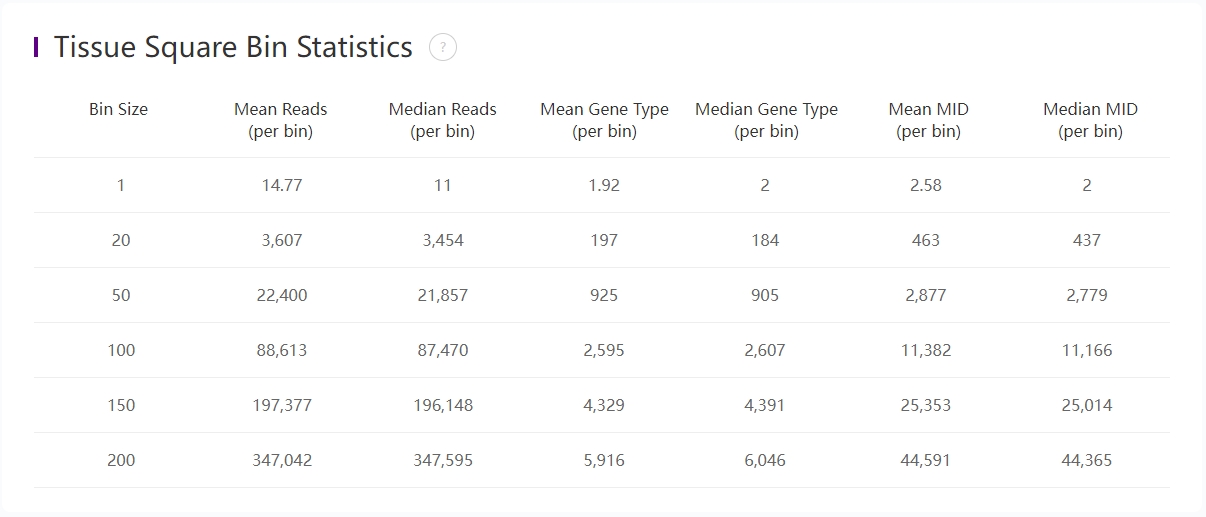 Tissue Square Bin Statistics ?
Bin Size Mean Reads (per bin) Median Reads (per bin) Mean Gene Type (per bin) Median Gene Type (per bin) Mean MID (per bin) Median MID (per bin)
1 14.77 11 1.92 2 2.58 2
20 3,607 3,454 197 184 463 437
50 22,400 21,857 925 905 2,877 2,779
100 88,613 87,470 2,595 2,607 11,382 11,166
150 197,377 196,148 4,329 4,391 25,353 25,014
200 347,042 347,595 5,916 6,046 44,591 44,365